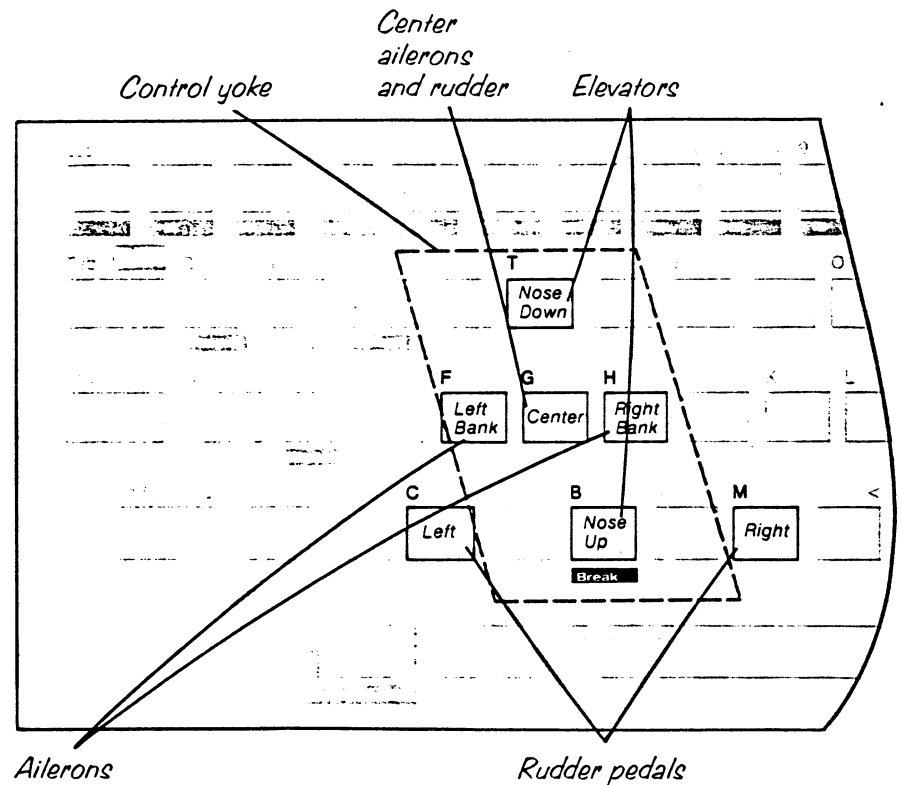 Center
ailerons
and rudder
Control yoke
Elevators
T
O
Nose
Down
F
G
H
K
L
Left
Bank
Center
Right
Bank
C
B
M
<
Left
Nose
Up
Right
Break
Ailerons
Rudder pedals